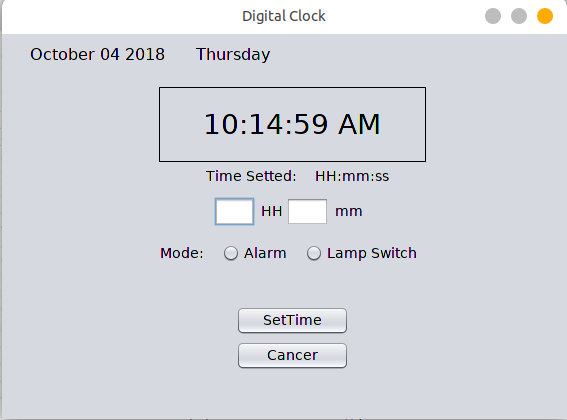 Digital Clock
October 04 2018 Thursday
10:14:59 AM
Time Setted: HH:mm:ss
HH mm
Mode: Alarm Lamp Switch
SetTime
Cancer